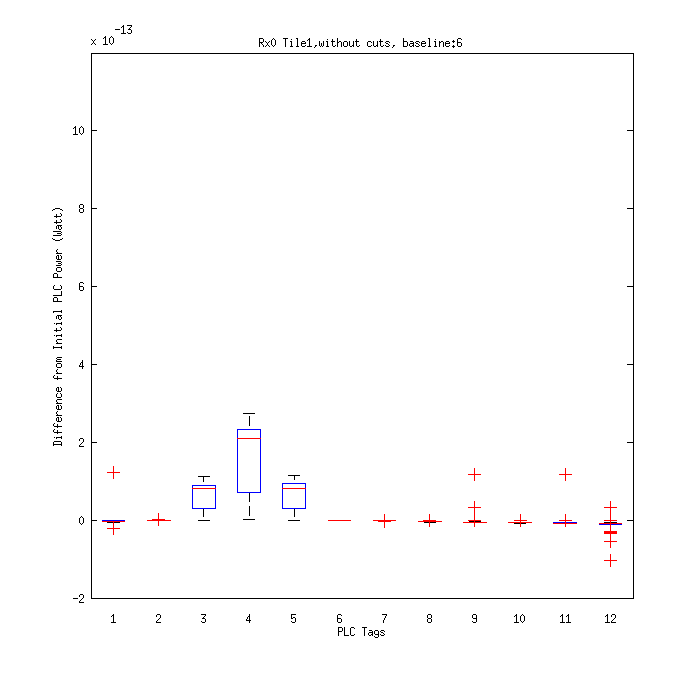 x 10^-13
Rx0 Tile1,without cuts, baseline:6
10
8
6
4
2
0
-2
Difference from Initial PLC Power (Watt)
1 2 3 4 5 6 7 8 9 10 11 12
PLC Tags